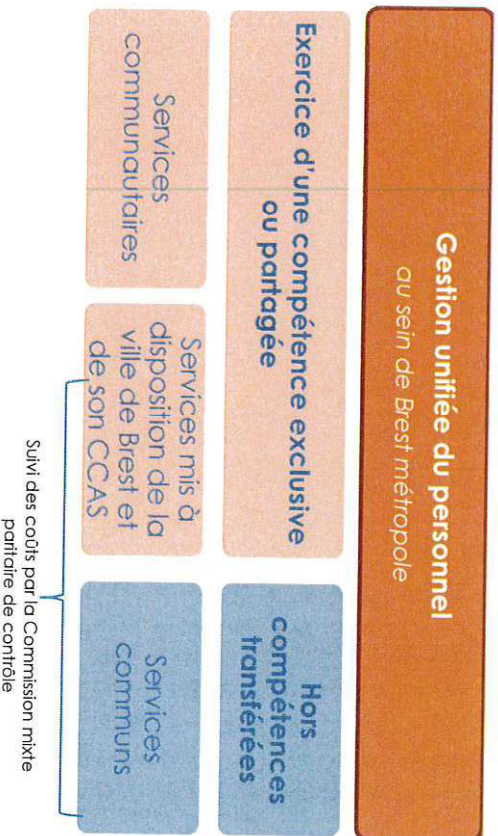 Gestion unifiée du personnel
au sein de Brest métropole
Exercice d'une compétence exclusive
ou partagée
Hors
compétences
transférées
Services
communautaires
Services mis à
disposition de la
ville de Brest et
de son CCAS
Services
communs
Suivi des coûts par la Commission mixte
paritaire de contrôle